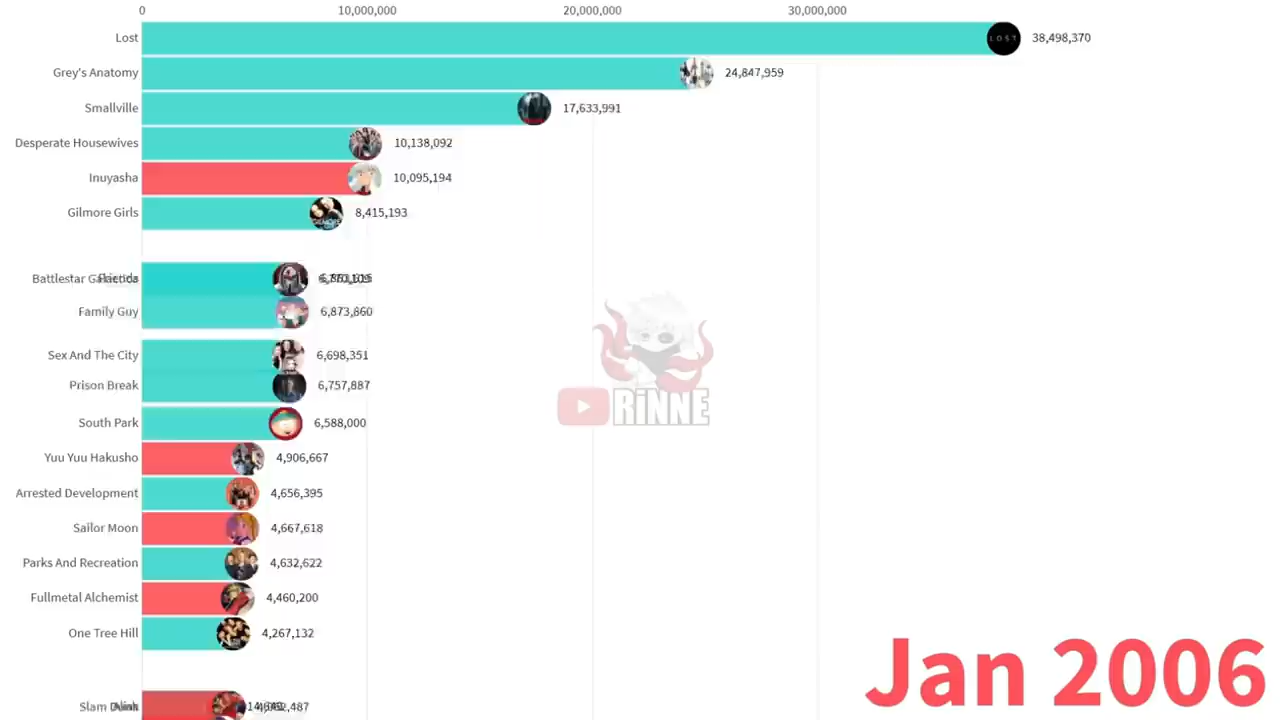 0 10,000,000 20,000,000 30,000,000
Lost LOST 38,498,370
Grey's Anatomy 24,847,959
Smallville 17,633,991
Desperate Housewives 10,138,092
Inuyasha 10,095,194
Gilmore Girls 8,415,193
Battlestar
Family Guy 6,873,860
Sex And The City 6,698,351
Prison Break 6,757,887
RiNNE
South Park 6,588,000
Yuu Yuu Hakusho 4,906,667
Arrested Development 4,656,395
Sailor Moon 4,667,618
Parks And Recreation 4,632,622
Fullmetal Alchemist 4,460,200
One Tree Hill 4,267,132
Jan 2006
Slam